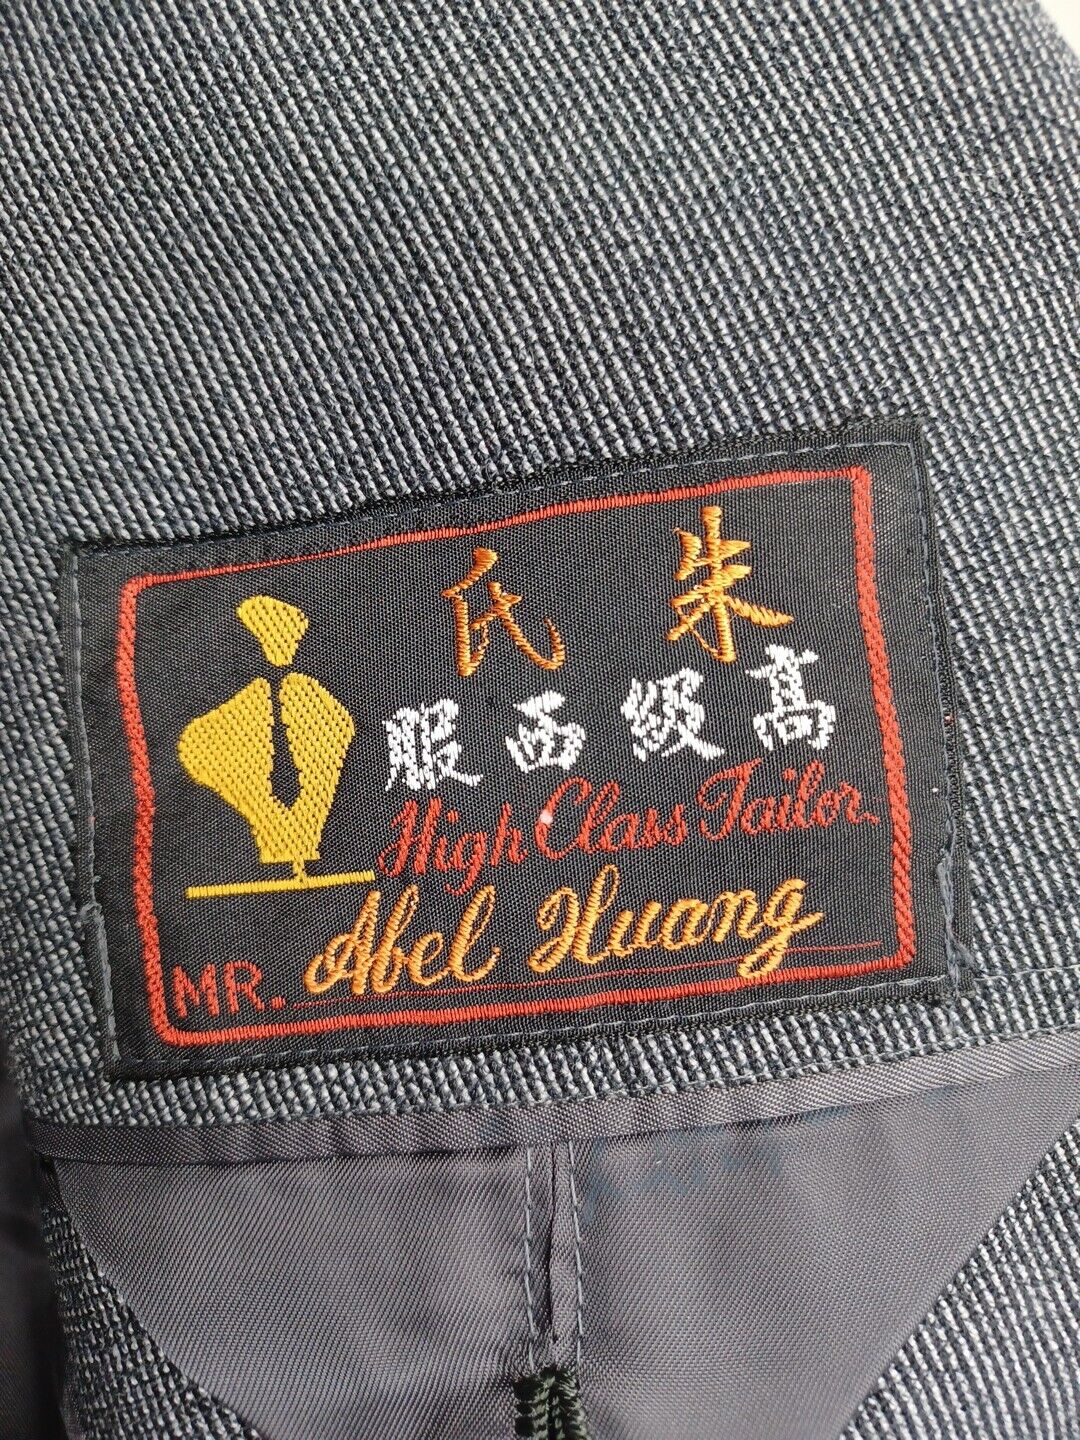 朱氏
高級西服
High Class Tailor
MR. Abel Huang